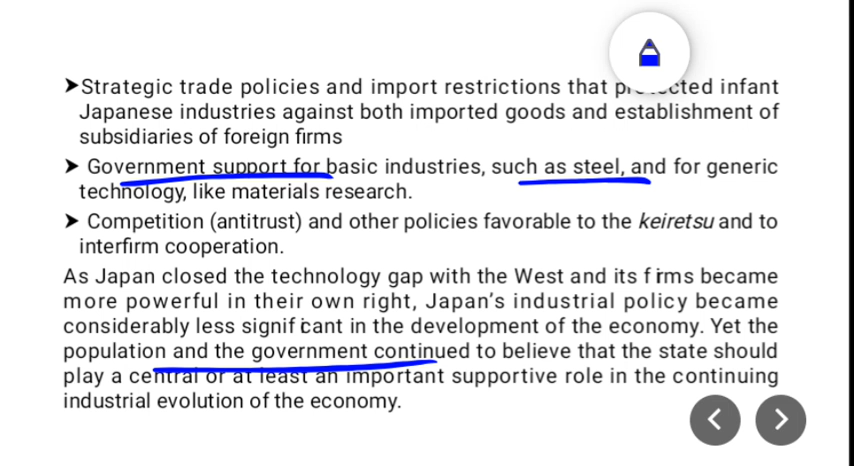 ➤Strategic trade policies and import restrictions that protected infant
Japanese industries against both imported goods and establishment of
subsidiaries of foreign firms
➤ Government support for basic industries, such as steel, and for generic
technology, like materials research.
➤ Competition (antitrust) and other policies favorable to the keiretsu and to
interfirm cooperation.
As Japan closed the technology gap with the West and its firms became
more powerful in their own right, Japan’s industrial policy became
considerably less significant in the development of the economy. Yet the
population and the government continued to believe that the state should
play a central or at least an important supportive role in the continuing
industrial evolution of the economy.